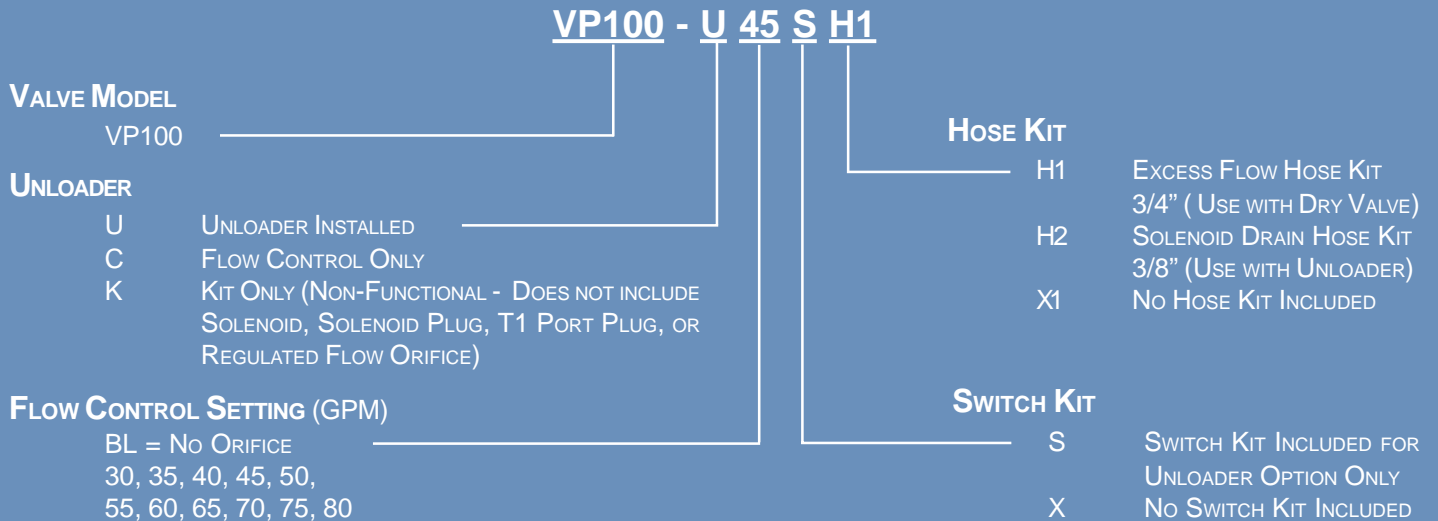 VP100 - U 45 S H1
VALVE MODEL
VP100
UNLOADER
U UNLOADER INSTALLED
C FLOW CONTROL ONLY
K KIT ONLY (NON-FUNCTIONAL - DOES NOT INCLUDE
SOLENOID, SOLENOID PLUG, T1 PORT PLUG, OR
REGULATED FLOW ORIFICE)
FLOW CONTROL SETTING (GPM)
BL = NO ORIFICE
30, 35, 40, 45, 50,
55, 60, 65, 70, 75, 80
HOSE KIT
H1 EXCESS FLOW HOSE KIT
3/4" ( USE WITH DRY VALVE)
H2 SOLENOID DRAIN HOSE KIT
3/8" (USE WITH UNLOADER)
X1 NO HOSE KIT INCLUDED
SWITCH KIT
S SWITCH KIT INCLUDED FOR
UNLOADER OPTION ONLY
X NO SWITCH KIT INCLUDED